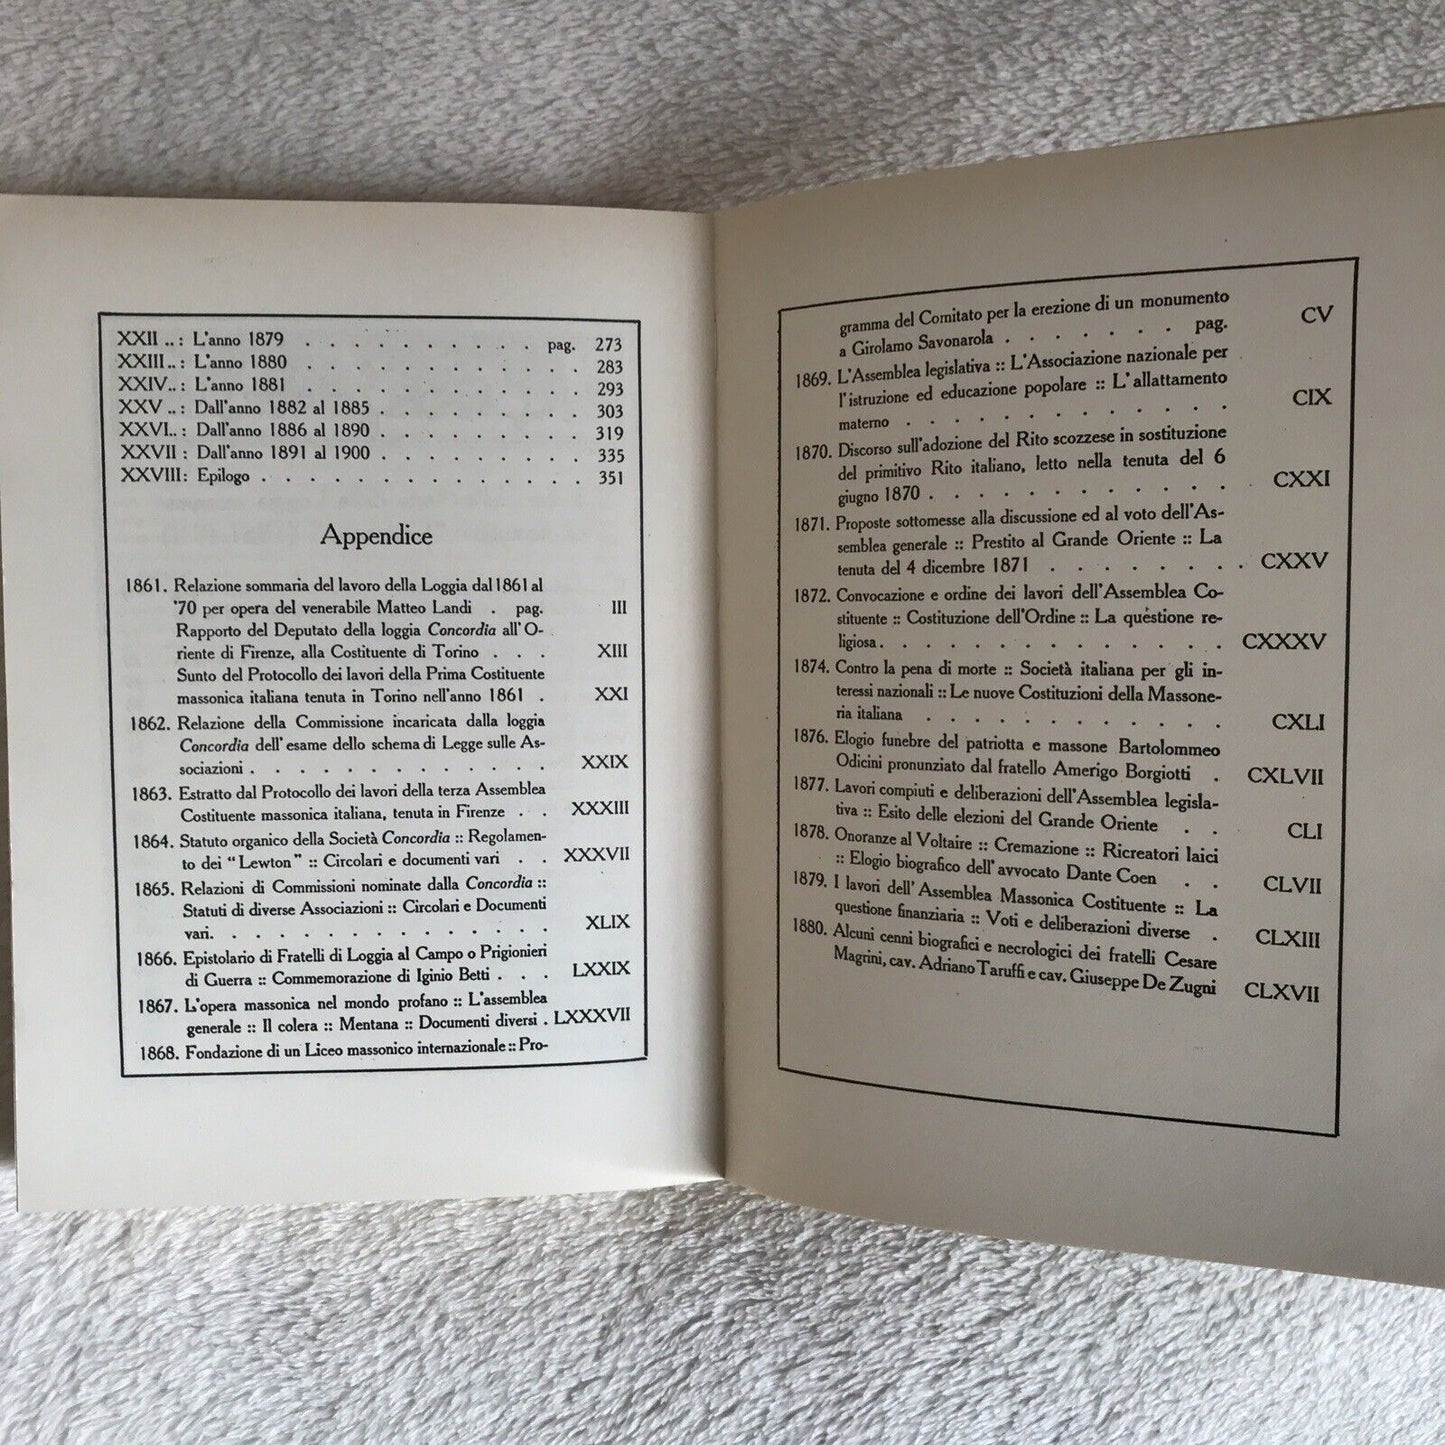 XXII ..: L'anno 1879 . . . . . . . . . . pag. 273
XXIII..: L'anno 1880 . . . . . . . . . . . . . 283
XXIV..: L'anno 1881 . . . . . . . . . . . . . 293
XXV ..: Dall'anno 1882 al 1885 . . . . . . . . . 303
XXVI..: Dall'anno 1886 al 1890 . . . . . . . . . 319
XXVII : Dall'anno 1891 al 1900 . . . . . . . . . 335
XXVIII: Epilogo . . . . . . . . . . . . . . . 351
Appendice
1861. Relazione sommaria del lavoro della Loggia dal 1861 al
'70 per opera del venerabile Matteo Landi . pag. III
Rapporto del Deputato della loggia Concordia all'O-
riente di Firenze, alla Costituente di Torino . . . XIII
Sunto del Protocollo dei lavori della Prima Costituente
massonica italiana tenuta in Torino nell'anno 1861 . XXI
1862. Relazione della Commissione incaricata dalla loggia
Concordia dell'esame dello schema di Legge sulle As-
sociazioni . . . . . . . . . . . . . XXIX
1863. Estratto dal Protocollo dei lavori della terza Assemblea
Costituente massonica italiana, tenuta in Firenze . . XXXIII
1864. Statuto organico della Società Concordia :: Regolamen-
to dei "Lewton" :: Circolari e documenti vari . . XXXVII
1865. Relazioni di Commissioni nominate dalla Concordia ::
Statuti di diverse Associazioni :: Circolari e Documenti
vari. . . . . . . . . . . . . . . XLIX
1866. Epistolario di Fratelli di Loggia al Campo o Prigionieri
di Guerra :: Commemorazione di Iginio Betti . . . LXXIX
1867. L'opera massonica nel mondo profano :: L'assemblea
generale :: Il colera :: Mentana :: Documenti diversi . LXXXVII
1868. Fondazione di un Liceo massonico internazionale :: Pro-
gramma del Comitato per la erezione di un monumento
a Girolamo Savonarola . . . . . . . pag. CV
1869. L'Assemblea legislativa :: L'Associazione nazionale per
l'istruzione ed educazione popolare :: L'allattamento
materno . . . . . . . . . . . . . CIX
1870. Discorso sull'adozione del Rito scozzese in sostituzione
del primitivo Rito italiano, letto nella tenuta del 6
giugno 1870 . . . . . . . . . . . . CXXI
1871. Proposte sottomesse alla discussione ed al voto dell'As-
semblea generale :: Prestito al Grande Oriente :: La
tenuta del 4 dicembre 1871 . . . . . . . . CXXV
1872. Convocazione e ordine dei lavori dell'Assemblea Co-
stituente :: Costituzione dell'Ordine :: La questione re-
ligiosa. . . . . . . . . . . . . CXXXV
1874. Contro la pena di morte :: Società italiana per gli in-
teressi nazionali :: Le nuove Costituzioni della Massone-
ria italiana . . . . . . . . . . . . CXLI
1876. Elogio funebre del patriotta e massone Bartolommeo
Odicini pronunziato dal fratello Amerigo Borgiotti . CXLVII
1877. Lavori compiuti e deliberazioni dell'Assemblea legisla-
tiva :: Esito delle elezioni del Grande Oriente . . CLI
1878. Onoranze al Voltaire :: Cremazione :: Ricreatori laici
:: Elogio biografico dell'avvocato Dante Coen . . CLVII
1879. I lavori dell'Assemblea Massonica Costituente :: La
questione finanziaria :: Voti e deliberazioni diverse . CLXIII
1880. Alcuni cenni biografici e necrologici dei fratelli Cesare
Magrini, cav. Adriano Taruffi e cav. Giuseppe De Zugni CLXVII